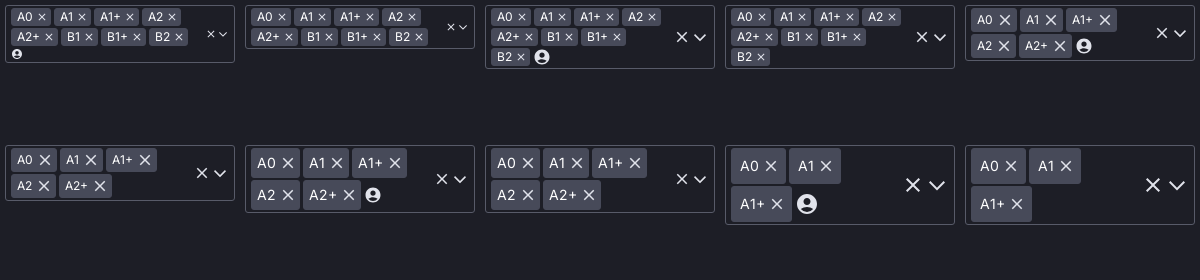 A0 A1 A1+ A2
A2+ B1 B1+ B2
A0 A1 A1+ A2
A2+ B1 B1+ B2
A0 A1 A1+ A2
A2+ B1 B1+
B2
A0 A1 A1+ A2
A2+ B1 B1+
B2
A0 A1 A1+
A2 A2+
A0 A1 A1+
A2 A2+
A0 A1 A1+
A2 A2+
A0 A1 A1+
A2 A2+
A0 A1
A1+
A0 A1
A1+